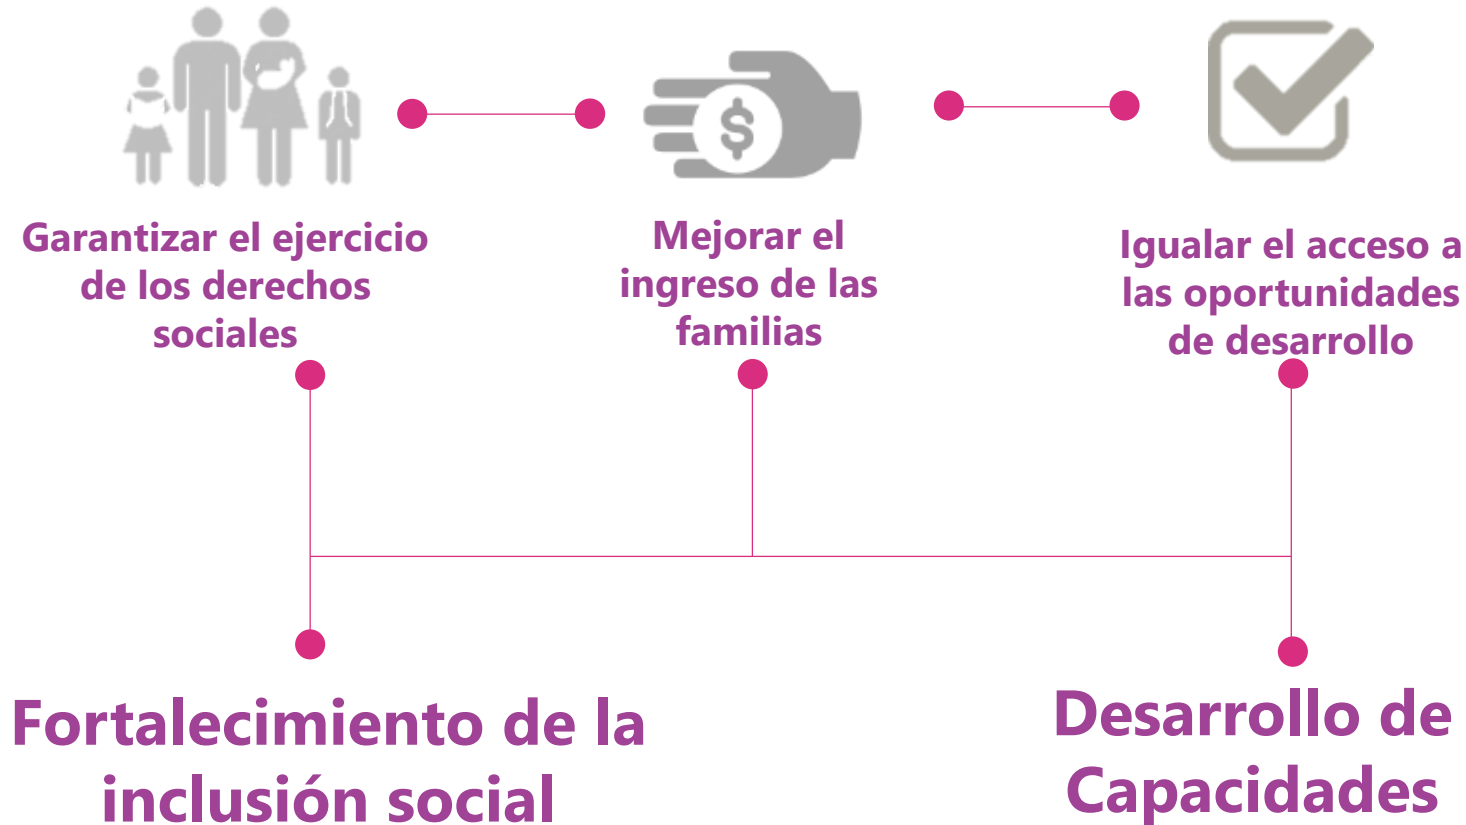 $
Garantizar el ejercicio
de los derechos
sociales
Mejorar el
ingreso de las
familias
Igualar el acceso a
las oportunidades
de desarrollo
Fortalecimiento de la
inclusión social
Desarrollo de
Capacidades